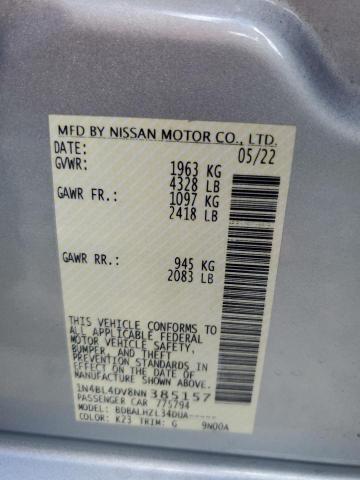 MFD BY NISSAN MOTOR CO., LTD.
DATE: 05/22
GVWR: 1963 KG
4328 LB
GAWR FR.: 1097 KG
2418 LB
GAWR RR.: 945 KG
2083 LB
THIS VEHICLE CONFORMS TO
ALL APPLICABLE FEDERAL
MOTOR VEHICLE SAFETY,
BUMPER, AND THEFT
PREVENTION STANDARDS IN
EFFECT ON THE DATE OF
MANUFACTURE SHOWN ABOVE.
1N4BL4DV8NN385157
PASSENGER CAR 775794
MODEL: BDBALHZL34DUA-----
COLOR: K23 TRIM: G 9N00A